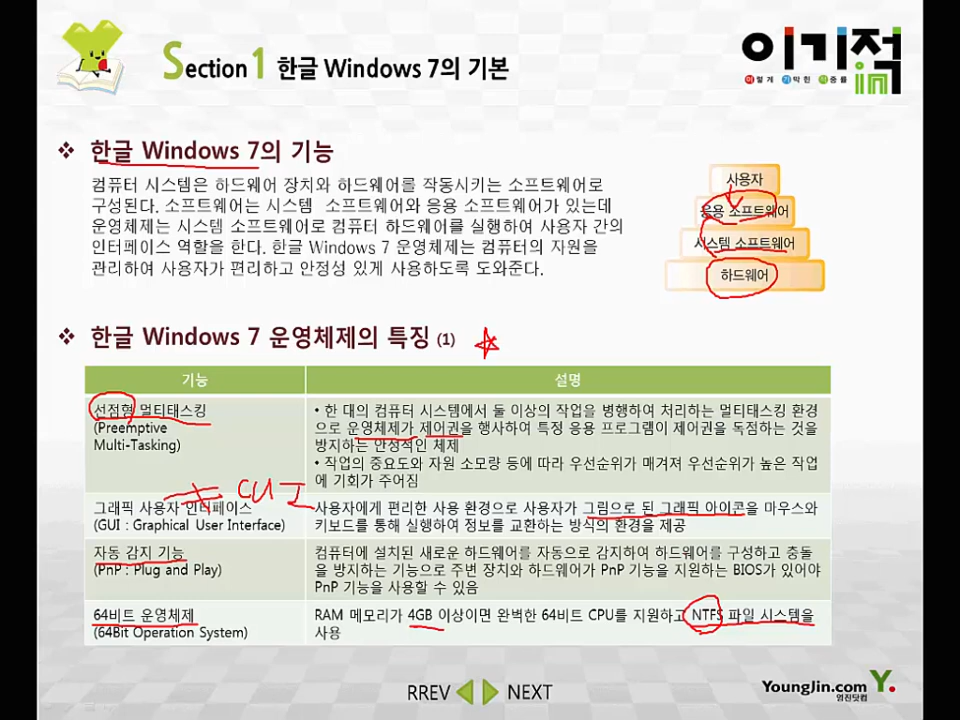 Section 1 한글 Windows 7의 기본
이기적 in
이렇게 기막힌 적중률
❖ 한글 Windows 7의 기능
컴퓨터 시스템은 하드웨어 장치와 하드웨어를 작동시키는 소프트웨어로
구성된다. 소프트웨어는 시스템 소프트웨어와 응용 소프트웨어가 있는데
운영체제는 시스템 소프트웨어로 컴퓨터 하드웨어를 실행하여 사용자 간의
인터페이스 역할을 한다. 한글 Windows 7 운영체제는 컴퓨터의 자원을
관리하여 사용자가 편리하고 안정성 있게 사용하도록 도와준다.
사용자
응용 소프트웨어
시스템 소프트웨어
하드웨어
❖ 한글 Windows 7 운영체제의 특징 (1)
기능
설명
선점형 멀티태스킹
(Preemptive
Multi-Tasking)
• 한 대의 컴퓨터 시스템에서 둘 이상의 작업을 병행하여 처리하는 멀티태스킹 환경
으로 운영체제가 제어권을 행사하여 특정 응용 프로그램이 제어권을 독점하는 것을
방지하는 안정적인 체제
• 작업의 중요도와 자원 소모량 등에 따라 우선순위가 매겨져 우선순위가 높은 작업
에 기회가 주어짐
CUI
그래픽 사용자 인터페이스
(GUI : Graphical User Interface)
사용자에게 편리한 사용 환경으로 사용자가 그림으로 된 그래픽 아이콘을 마우스와
키보드를 통해 실행하여 정보를 교환하는 방식의 환경을 제공
자동 감지 기능
(PnP : Plug and Play)
컴퓨터에 설치된 새로운 하드웨어를 자동으로 감지하여 하드웨어를 구성하고 충돌
을 방지하는 기능으로 주변 장치와 하드웨어가 PnP 기능을 지원하는 BIOS가 있어야
PnP 기능을 사용할 수 있음
64비트 운영체제
(64Bit Operation System)
RAM 메모리가 4GB 이상이면 완벽한 64비트 CPU를 지원하고 NTFS 파일 시스템을
사용
RREV NEXT
YoungJin.com Y.
영진닷컴